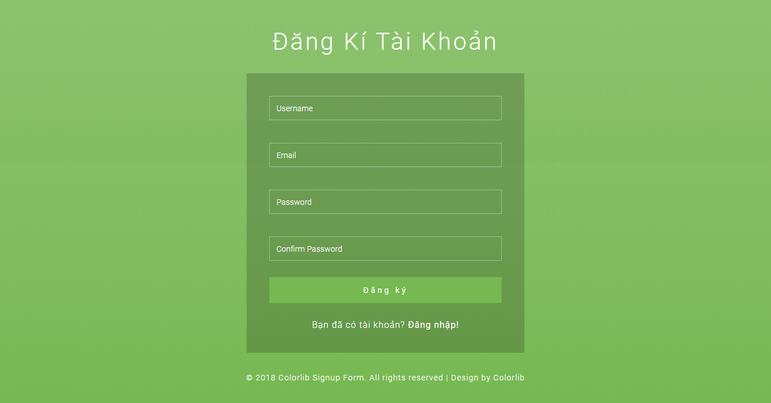 Đăng Kí Tài Khoản
Username
Email
Password
Confirm Password
Đăng ký
Bạn đã có tài khoản? Đăng nhập!
© 2018 Colorlib Signup Form. All rights reserved | Design by Colorlib